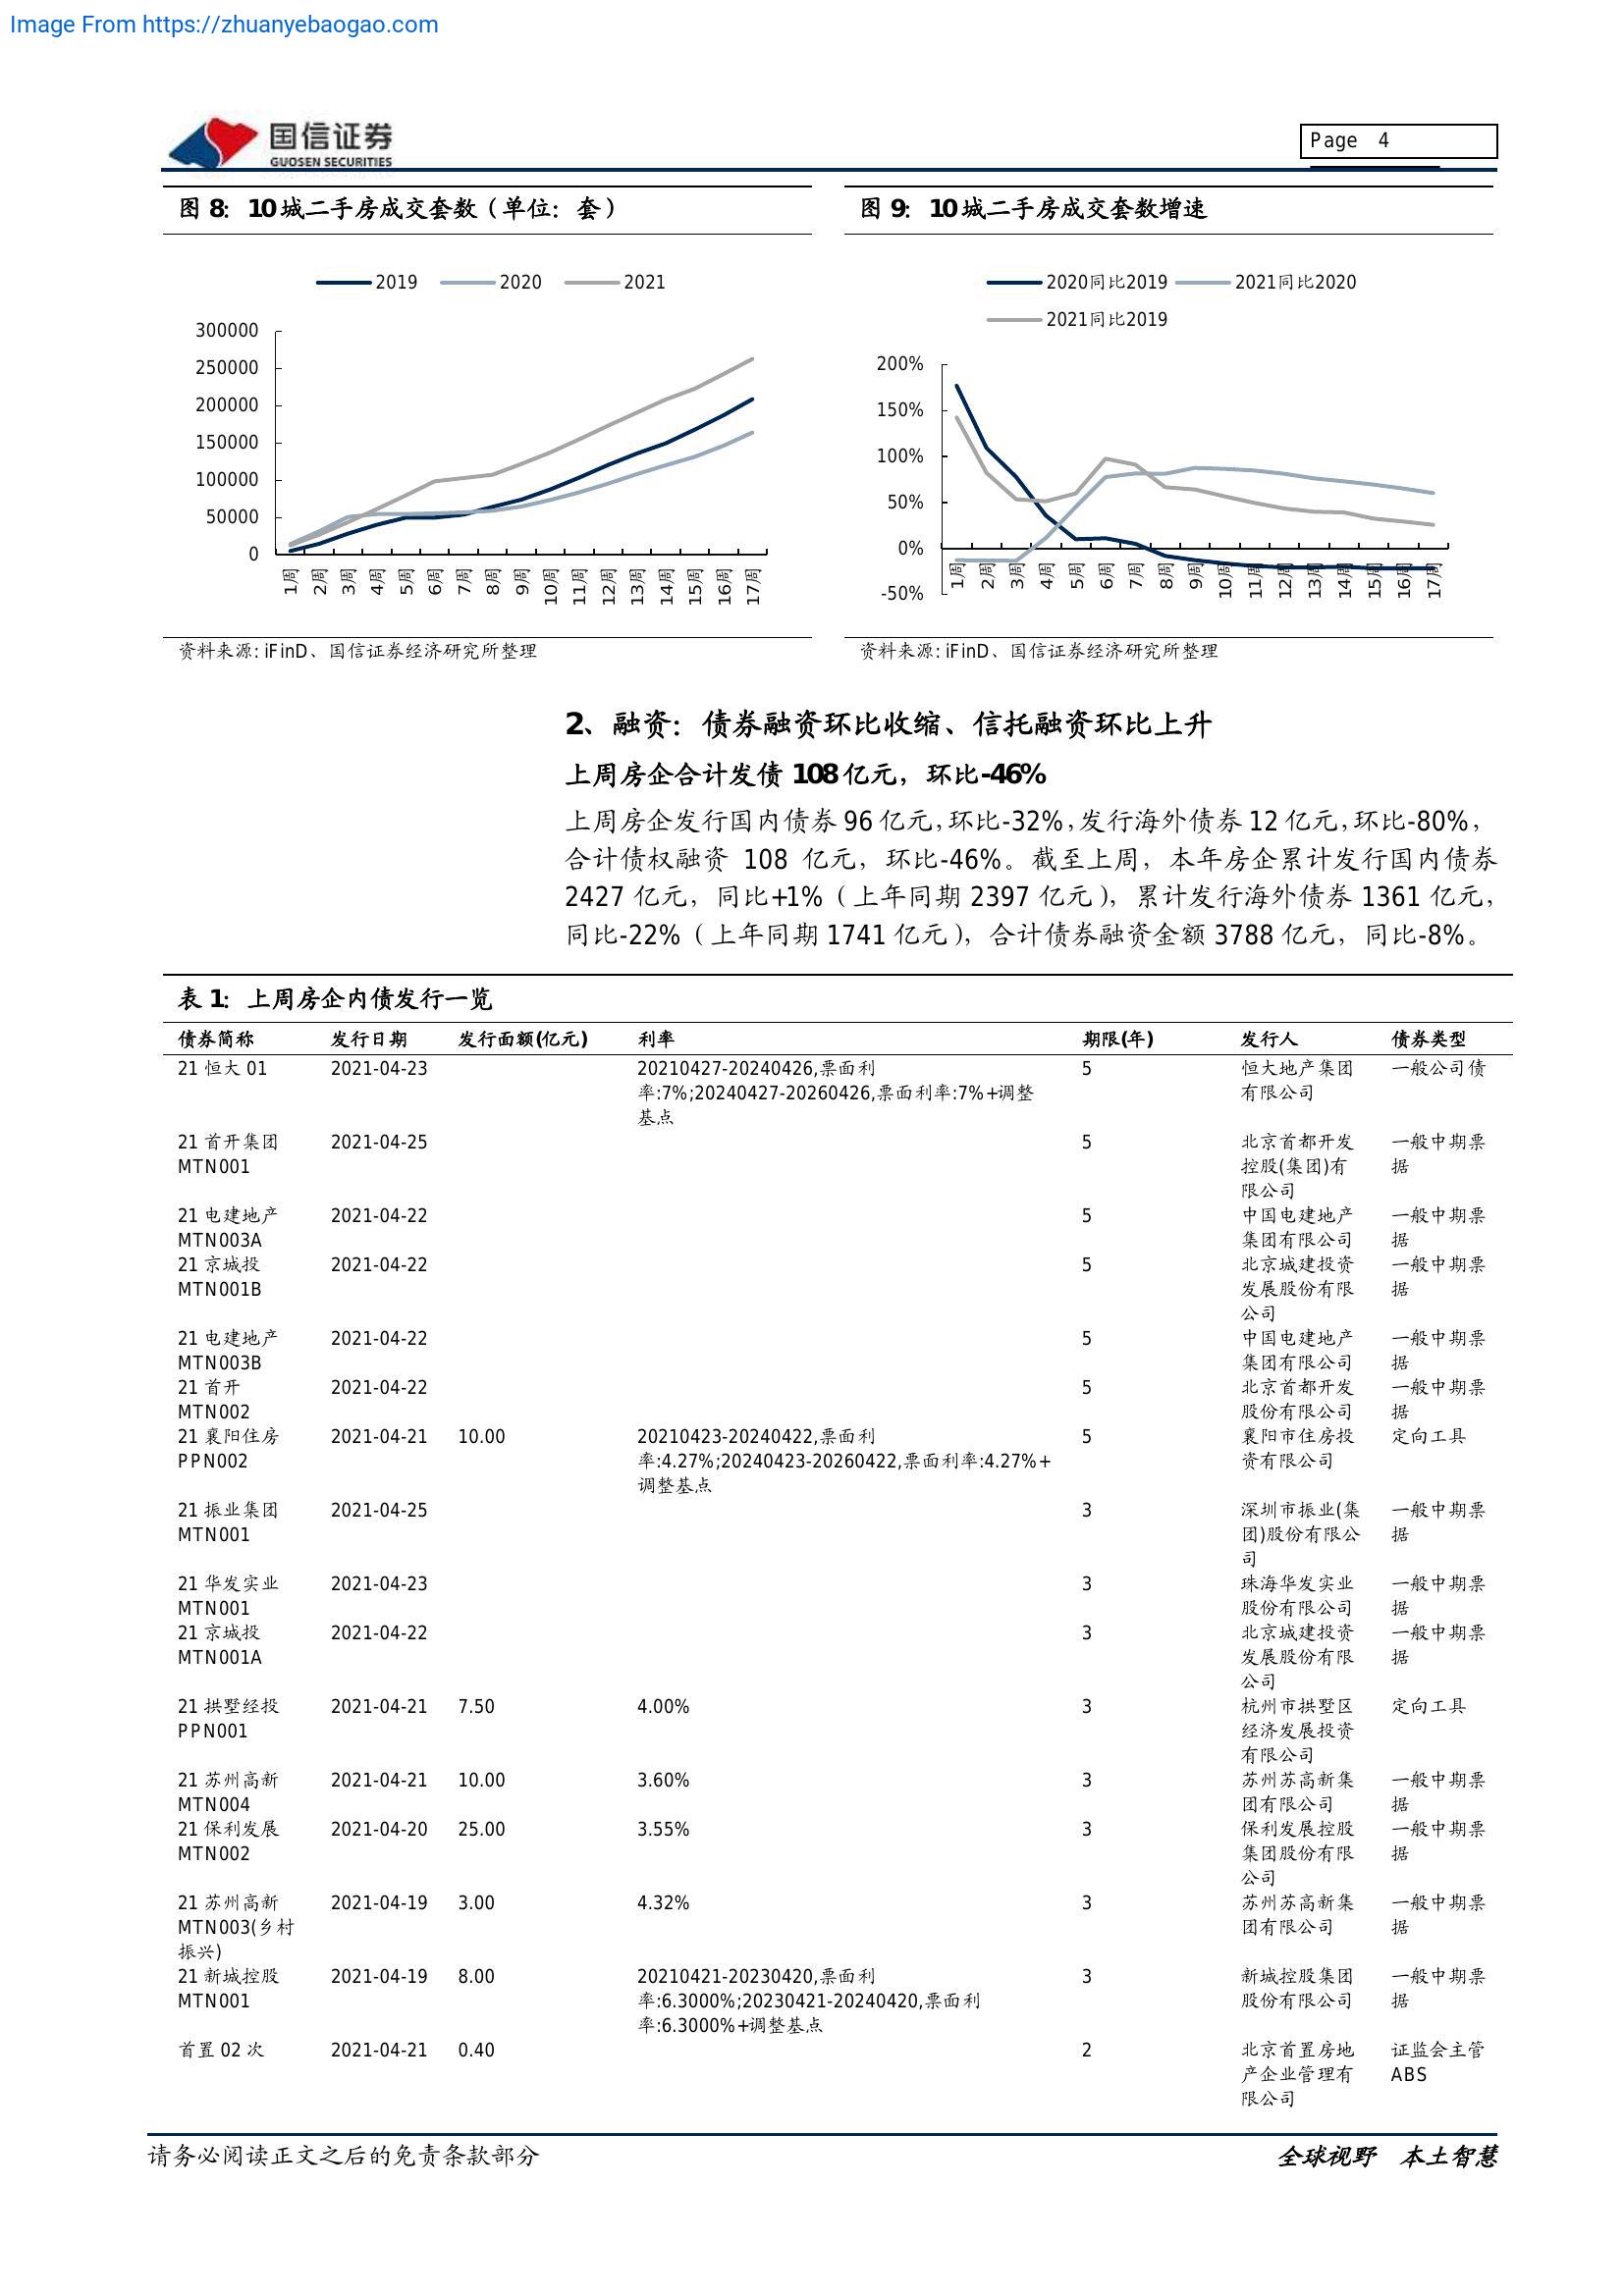 Image From https://zhuanyebaogao.com
国信证券
GUOSEN SECURITIES
Page 4
图 8: 10 城二手房成交套数（单位：套）
2019 2020 2021
300000
250000
200000
150000
100000
50000
0
1周 2周 3周 4周 5周 6周 7周 8周 9周 10周 11周 12周 13周 14周 15周 16周 17周
资料来源: iFinD、国信证券经济研究所整理
图 9: 10 城二手房成交套数增速
2020同比2019 2021同比2020
2021同比2019
200%
150%
100%
50%
0%
-50%
1周 2周 3周 4周 5周 6周 7周 8周 9周 10周 11周 12周 13周 14周 15周 16周 17周
资料来源: iFinD、国信证券经济研究所整理
2、融资：债券融资环比收缩、信托融资环比上升
上周房企合计发债 108 亿元，环比-46%
上周房企发行国内债券 96 亿元，环比-32%，发行海外债券 12 亿元，环比-80%，
合计债权融资 108 亿元，环比-46%。截至上周，本年房企累计发行国内债券
2427 亿元，同比+1%（上年同期 2397 亿元），累计发行海外债券 1361 亿元，
同比-22%（上年同期 1741 亿元），合计债券融资金额 3788 亿元，同比-8%。
表 1：上周房企内债发行一览
债券简称 发行日期 发行面额(亿元) 利率 期限(年) 发行人 债券类型
21 恒大 01 2021-04-23 20210427-20240426,票面利 5 恒大地产集团 一般公司债
率:7%;20240427-20260426,票面利率:7%+调整 有限公司
基点
21 首开集团 2021-04-25 5 北京首都开发 一般中期票
MTN001 控股(集团)有 据
限公司
21 电建地产 2021-04-22 5 中国电建地产 一般中期票
MTN003A 集团有限公司 据
21 京城投 2021-04-22 5 北京城建投资 一般中期票
MTN001B 发展股份有限 据
公司
21 电建地产 2021-04-22 5 中国电建地产 一般中期票
MTN003B 集团有限公司 据
21 首开 2021-04-22 5 北京首都开发 一般中期票
MTN002 股份有限公司 据
21 襄阳住房 2021-04-21 10.00 20210423-20240422,票面利 5 襄阳市住房投 定向工具
PPN002 率:4.27%;20240423-20260422,票面利率:4.27%+ 资有限公司
调整基点
21 振业集团 2021-04-25 3 深圳市振业(集 一般中期票
MTN001 团)股份有限公 据
司
21 华发实业 2021-04-23 3 珠海华发实业 一般中期票
MTN001 股份有限公司 据
21 京城投 2021-04-22 3 北京城建投资 一般中期票
MTN001A 发展股份有限 据
公司
21 拱墅经投 2021-04-21 7.50 4.00% 3 杭州市拱墅区 定向工具
PPN001 经济发展投资
有限公司
21 苏州高新 2021-04-21 10.00 3.60% 3 苏州苏高新集 一般中期票
MTN004 团有限公司 据
21 保利发展 2021-04-20 25.00 3.55% 3 保利发展控股 一般中期票
MTN002 集团股份有限 据
公司
21 苏州高新 2021-04-19 3.00 4.32% 3 苏州苏高新集 一般中期票
MTN003(乡村 团有限公司 据
振兴)
21 新城控股 2021-04-19 8.00 20210421-20230420,票面利 3 新城控股集团 一般中期票
MTN001 率:6.3000%;20230421-20240420,票面利 股份有限公司 据
率:6.3000%+调整基点
首置 02 次 2021-04-21 0.40 2 北京首置房地 证监会主管
产企业管理有 ABS
限公司
请务必阅读正文之后的免责条款部分
全球视野 本土智慧